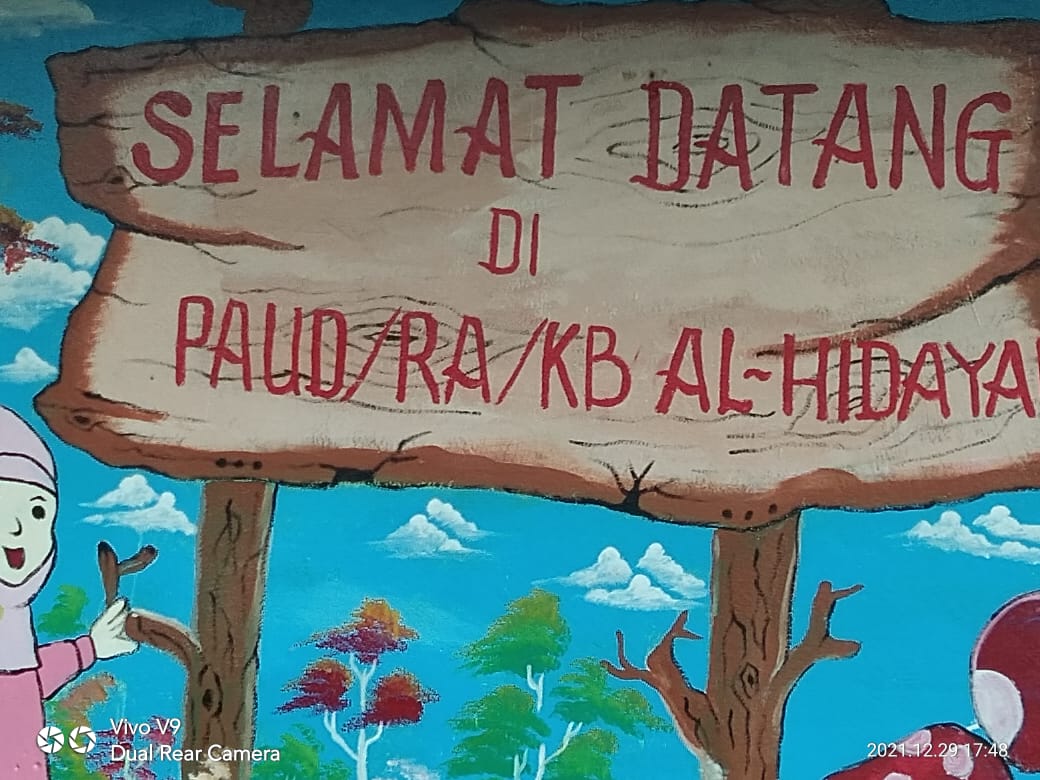 SELAMAT DATANG
DI
PAUD/RA/KB AL-HIDAYA
Vivo V9
Dual Rear Camera
2021.12.29 17:48